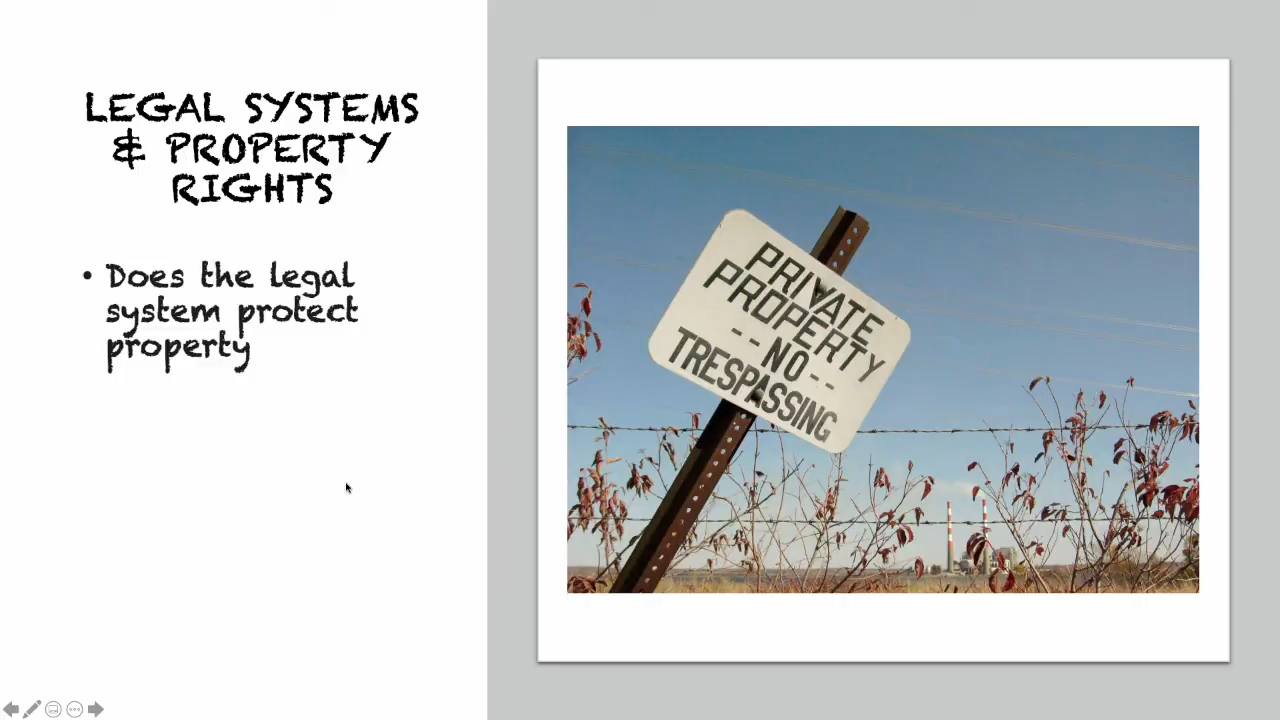 LEGAL SYSTEMS
& PROPERTY
RIGHTS
• Does the legal
system protect
property
PRIVATE
PROPERTY
--NO--
TRESPASSING